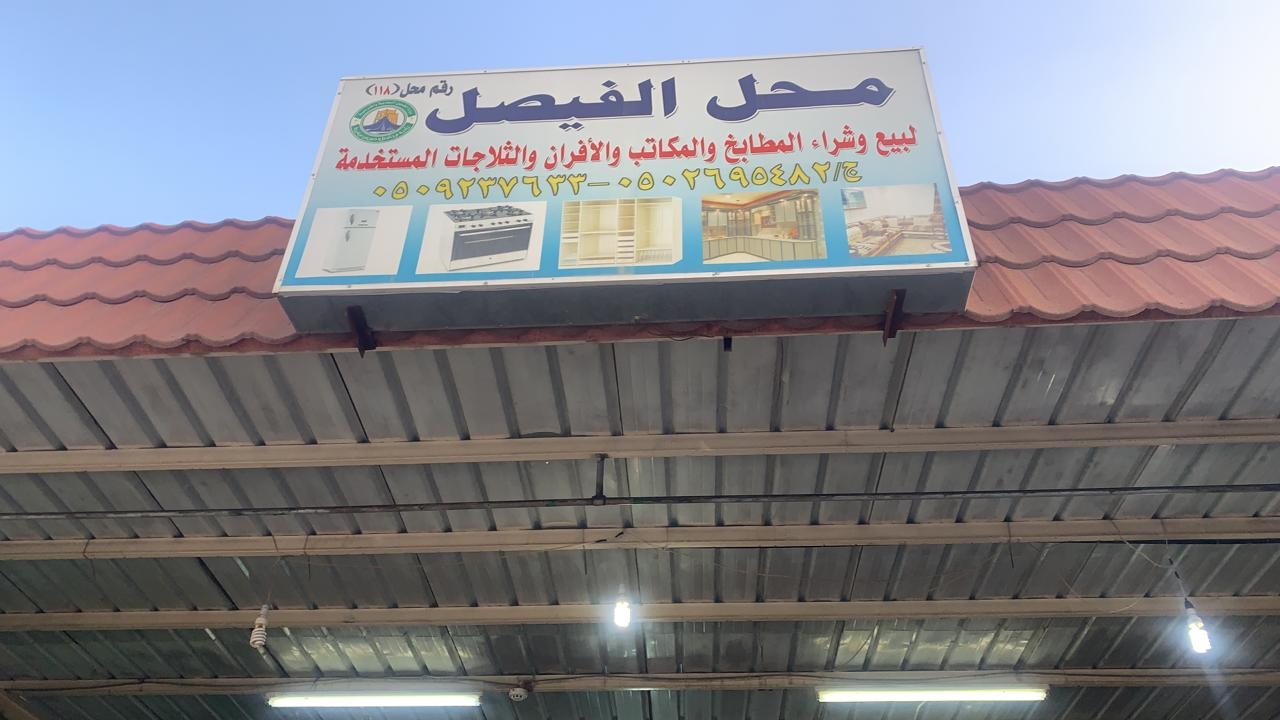 محل الفيصل
رقم محل (١١٨)
لبيع وشراء المطابخ والمكاتب والأفران والثلاجات المستخدمة
ج/٠٥٠٢٦٩٥٤٨٢-٠٥٠٩٢٣٧٦٣٣